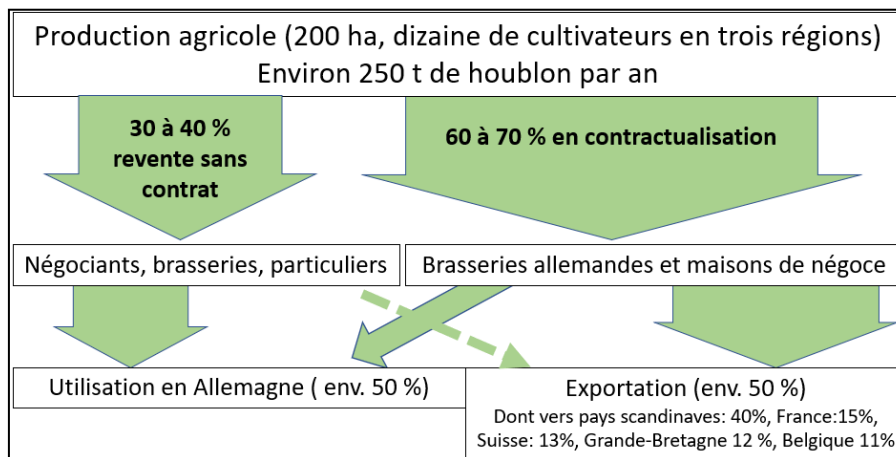 Production agricole (200 ha, dizaine de cultivateurs en trois régions)
Environ 250 t de houblon par an
30 à 40 %
revente sans
contrat
60 à 70 % en contractualisation
Négociants, brasseries, particuliers
Brasseries allemandes et maisons de négoce
Utilisation en Allemagne ( env. 50 %)
Exportation (env. 50 %)
Dont vers pays scandinaves: 40%, France:15%,
Suisse: 13%, Grande-Bretagne 12 %, Belgique 11%